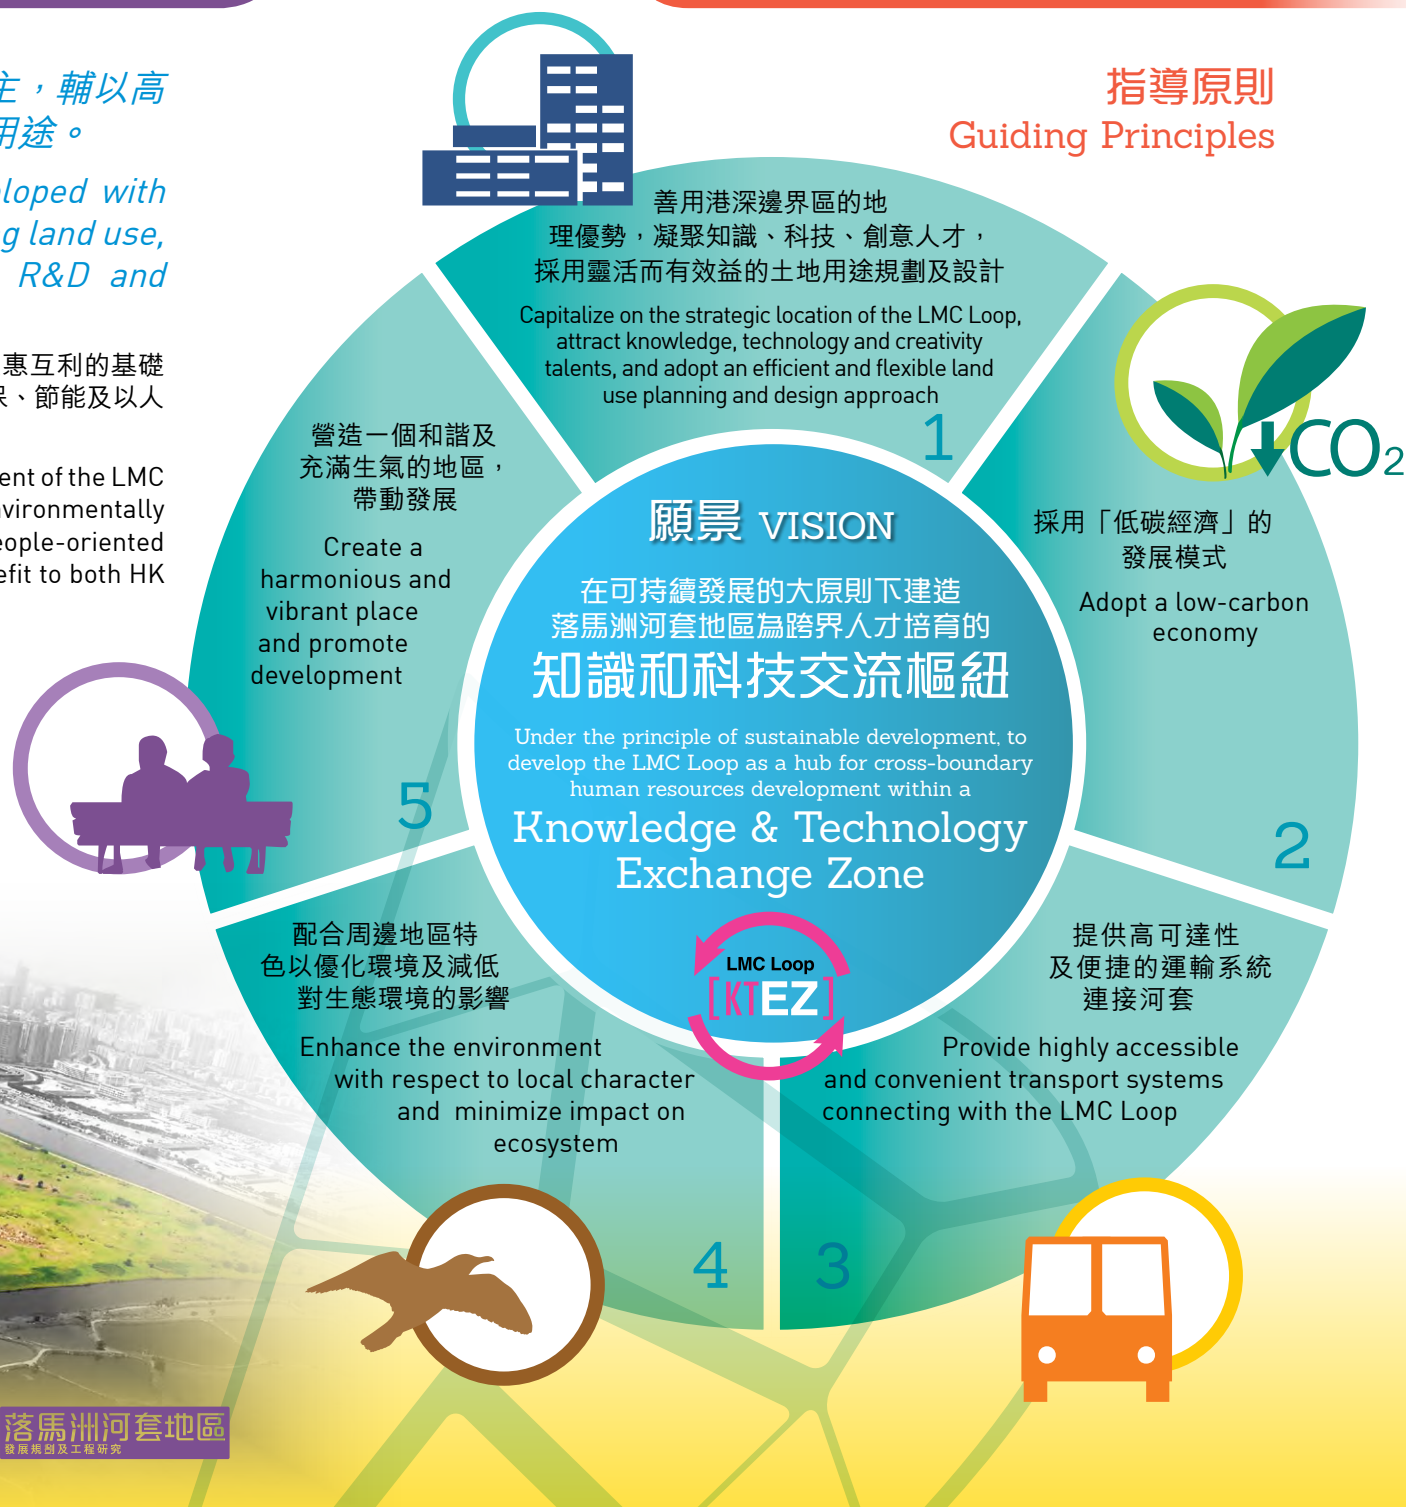 主，輔以高
用途。
loped with
g land use,
R&D and
惠互利的基礎
、節能及以人
ent of the LMC
vironmentally
eople-oriented
efit to both HK
指導原則
Guiding Principles
善用港深邊界區的地
理優勢，凝聚知識、科技、創意人才，
採用靈活而有效益的土地用途規劃及設計
Capitalize on the strategic location of the LMC Loop,
attract knowledge, technology and creativity
talents, and adopt an efficient and flexible land
use planning and design approach
1
CO2
採用「低碳經濟」的
發展模式
Adopt a low-carbon
economy
2
提供高可達性
及便捷的運輸系統
連接河套
Provide highly accessible
and convenient transport systems
connecting with the LMC Loop
3
配合周邊地區特
色以優化環境及減低
對生態環境的影響
Enhance the environment
with respect to local character
and minimize impact on
ecosystem
4
營造一個和諧及
充滿生氣的地區，
帶動發展
Create a
harmonious and
vibrant place
and promote
development
5
願景 VISION
在可持續發展的大原則下建造
落馬洲河套地區為跨界人才培育的
知識和科技交流樞紐
Under the principle of sustainable development, to
develop the LMC Loop as a hub for cross-boundary
human resources development within a
Knowledge & Technology
Exchange Zone
LMC Loop
[KTEZ]
落馬洲河套地區
發展規劃及工程研究